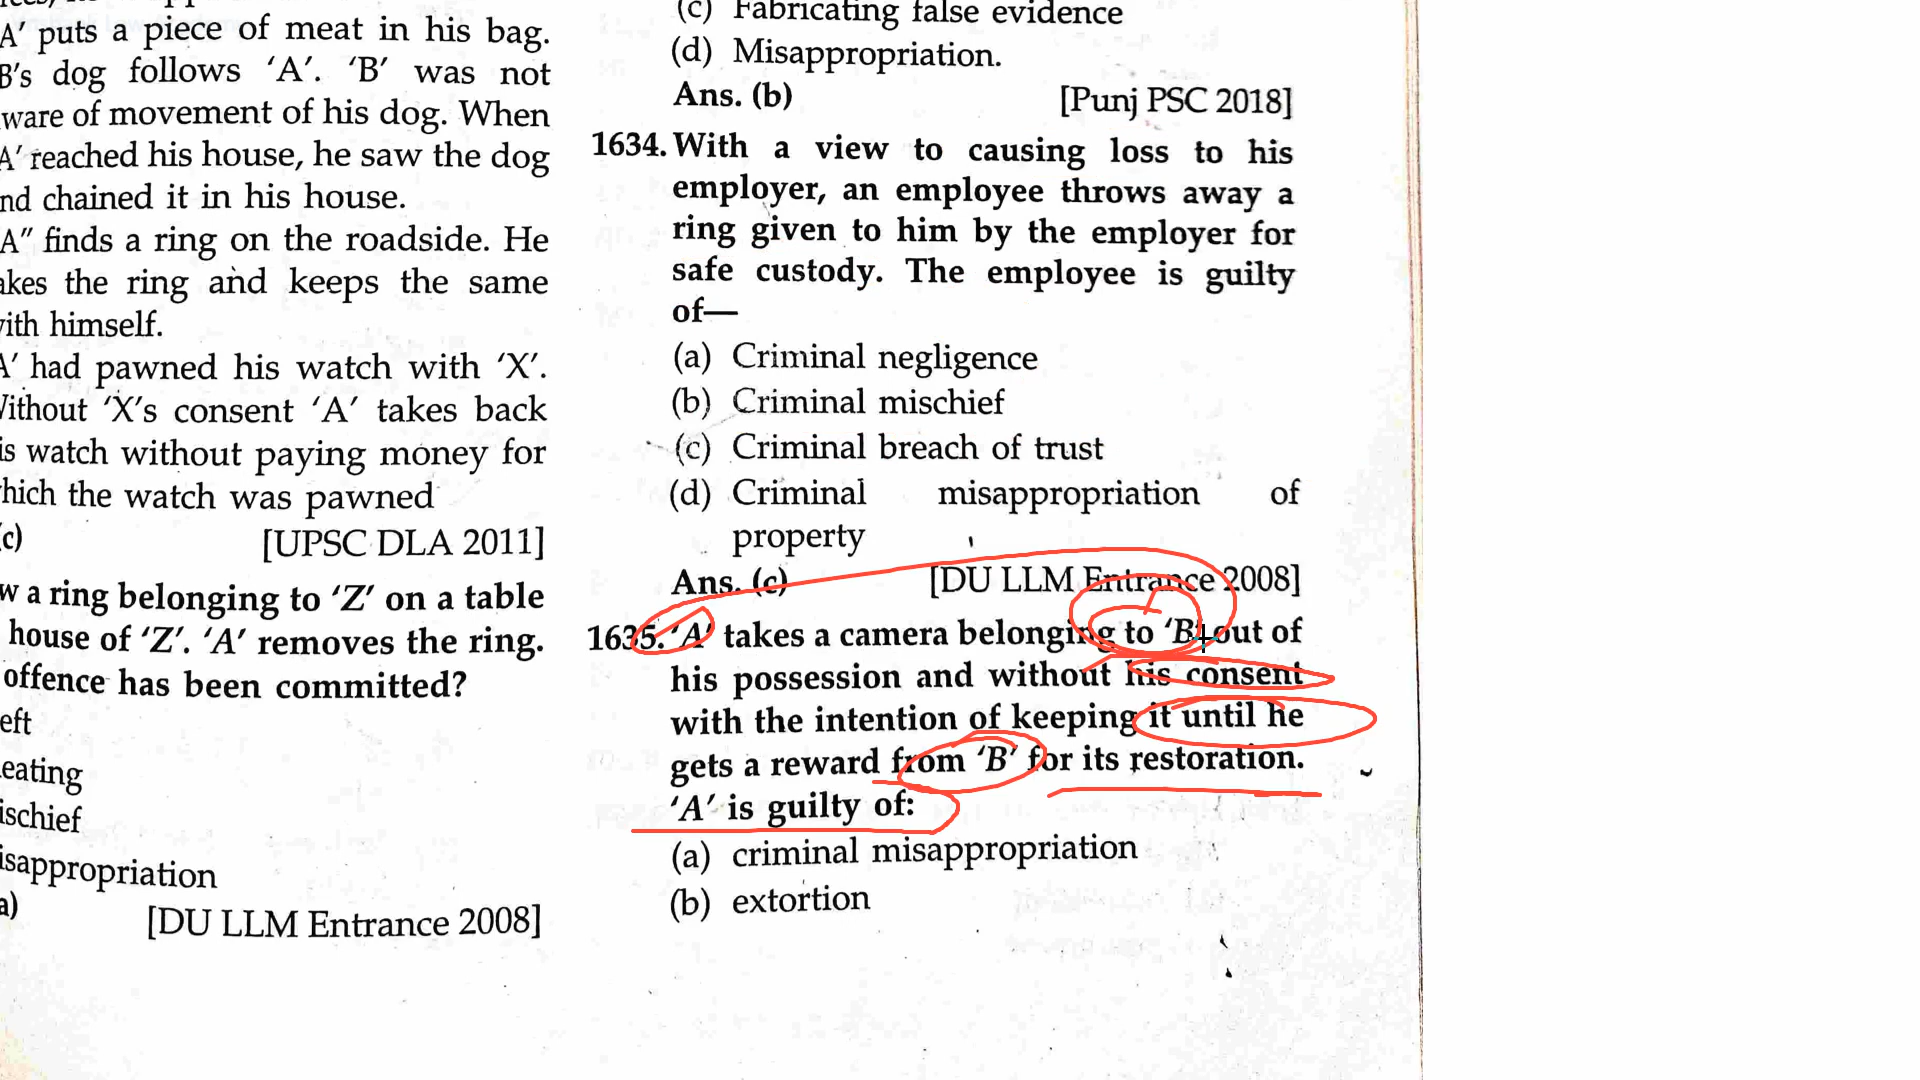 A' puts a piece of meat in his bag.
B's dog follows 'A'. 'B' was not
ware of movement of his dog. When
A' reached his house, he saw the dog
nd chained it in his house.
A" finds a ring on the roadside. He
akes the ring and keeps the same
ith himself.
A' had pawned his watch with 'X'.
ithout 'X's consent 'A' takes back
is watch without paying money for
hich the watch was pawned
c) [UPSC DLA 2011]
w a ring belonging to 'Z' on a table
house of 'Z'. 'A' removes the ring.
offence has been committed?
eft
eating
ischief
isappropriation
a) [DU LLM Entrance 2008]
(c) Fabricating false evidence
(d) Misappropriation.
Ans. (b) [Punj PSC 2018]
1634. With a view to causing loss to his
employer, an employee throws away a
ring given to him by the employer for
safe custody. The employee is guilty
of—
(a) Criminal negligence
(b) Criminal mischief
(c) Criminal breach of trust
(d) Criminal misappropriation of
property
Ans. (c) [DU LLM Entrance 2008]
1635. 'A' takes a camera belonging to 'B' out of
his possession and without his consent
with the intention of keeping it until he
gets a reward from 'B' for its restoration.
'A' is guilty of:
(a) criminal misappropriation
(b) extortion